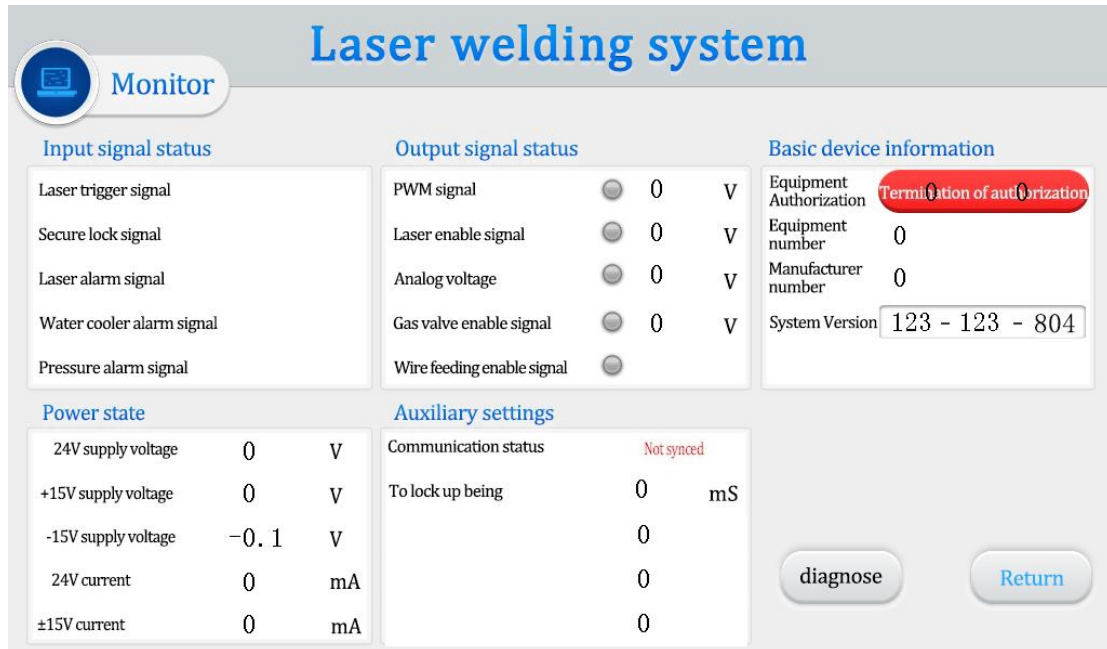 Laser welding system
Monitor
Input signal status
Laser trigger signal
Secure lock signal
Laser alarm signal
Water cooler alarm signal
Pressure alarm signal
Output signal status
PWM signal 0 V
Laser enable signal 0 V
Analog voltage 0 V
Gas valve enable signal 0 V
Wire feeding enable signal
Basic device information
Equipment
Authorization
Termination of authorization
0 0
Equipment
number
0
Manufacturer
number
0
System Version 123 - 123 - 804
Power state
24V supply voltage 0 V
+15V supply voltage 0 V
-15V supply voltage -0.1 V
24V current 0 mA
±15V current 0 mA
Auxiliary settings
Communication status Not synced
To lock up being 0 mS
0
0
0
diagnose
Return